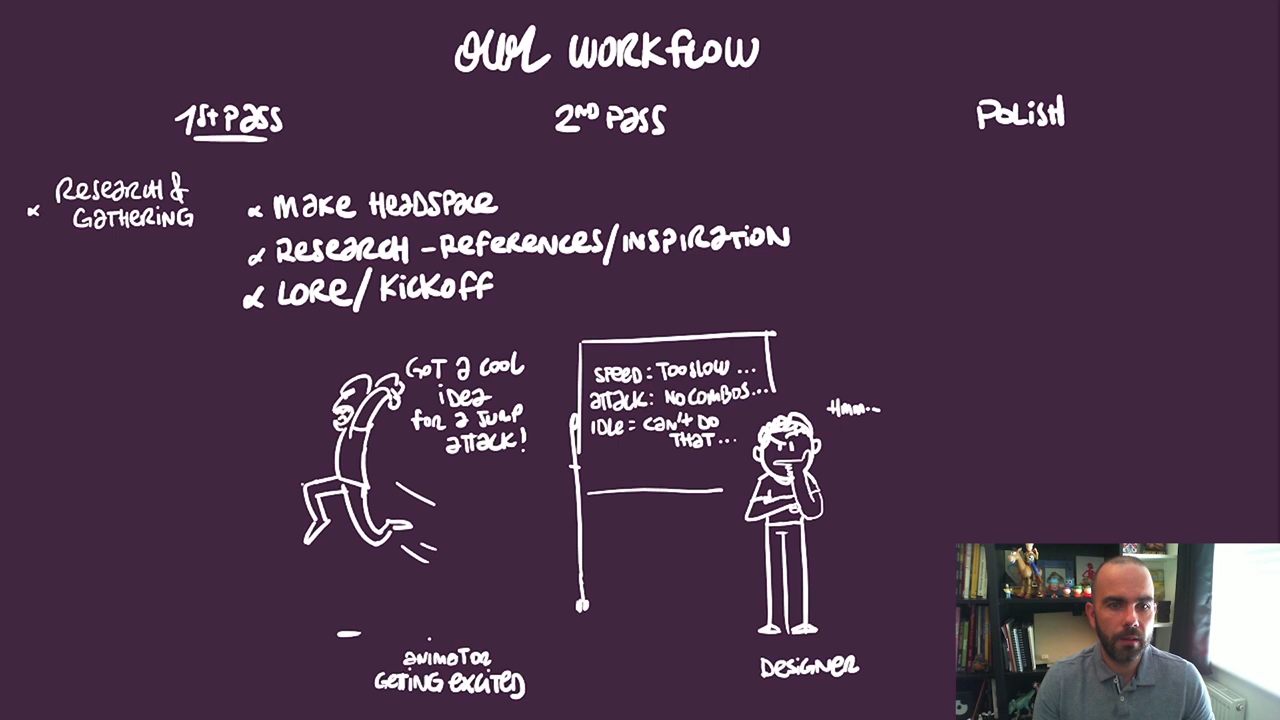 OUR WORKFLOW
1st PASS
2ND PASS
POLISH
RESEARCH &
GATHERING
MAKE HEADSPACE
RESEARCH - REFERENCES/INSPIRATION
LORE/KICKOFF
GOT A COOL
IDEA
FOR A JUMP
ATTACK!
SPEED: TOO SLOW...
ATTACK: NO COMBOS...
IDLE: CAN'T DO
THAT...
Hmm...
ANIMATOR
GETING EXCITED
DESIGNER